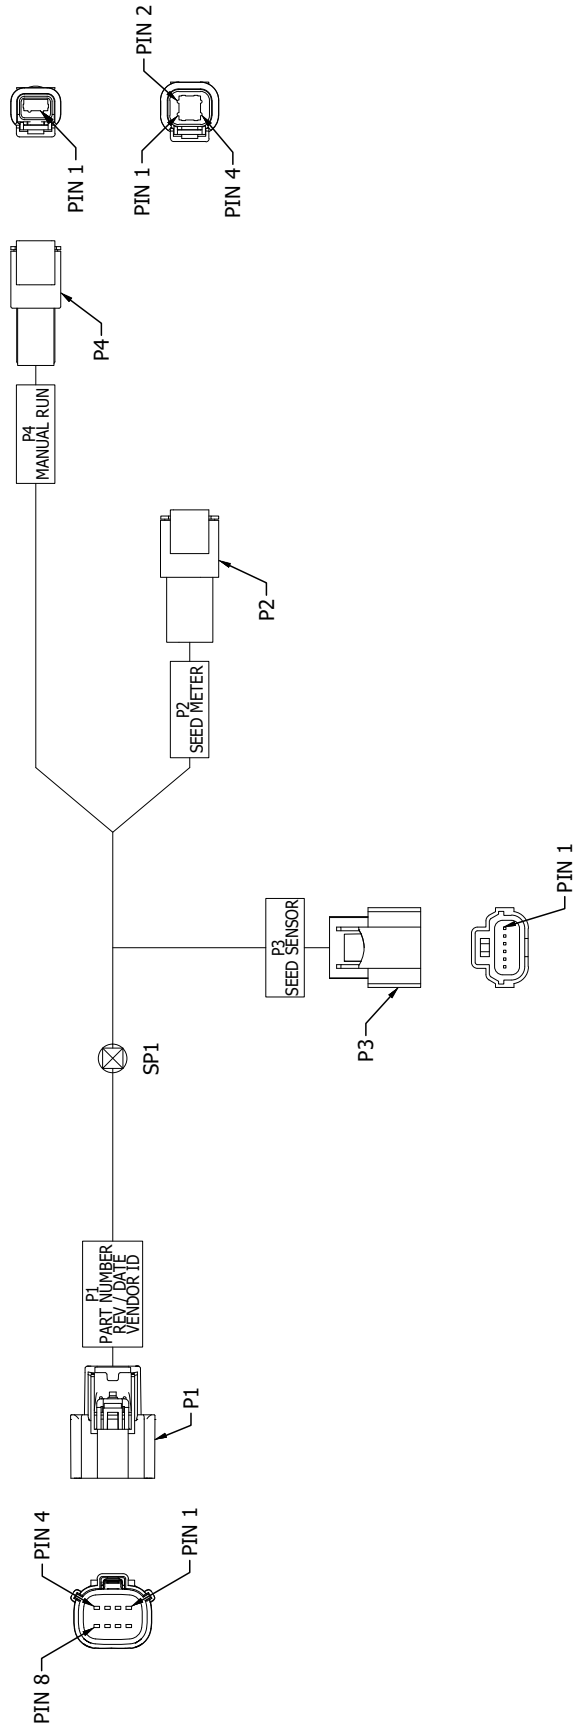 PIN 8
PIN 4
PIN 1
P1
P1
PART NUMBER
REV / DATE
VENDOR ID
SP1
P3
SEED SENSOR
P3
PIN 1
P2
SEED METER
P2
P4
MANUAL RUN
P4
PIN 1
PIN 1
PIN 2
PIN 4